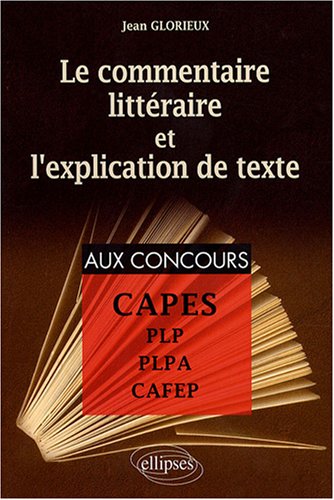 Jean GLORIEUX
Le commentaire
littéraire
et
l'explication de texte
AUX CONCOURS
CAPES
PLP
PLPA
CAFEP
ellipses